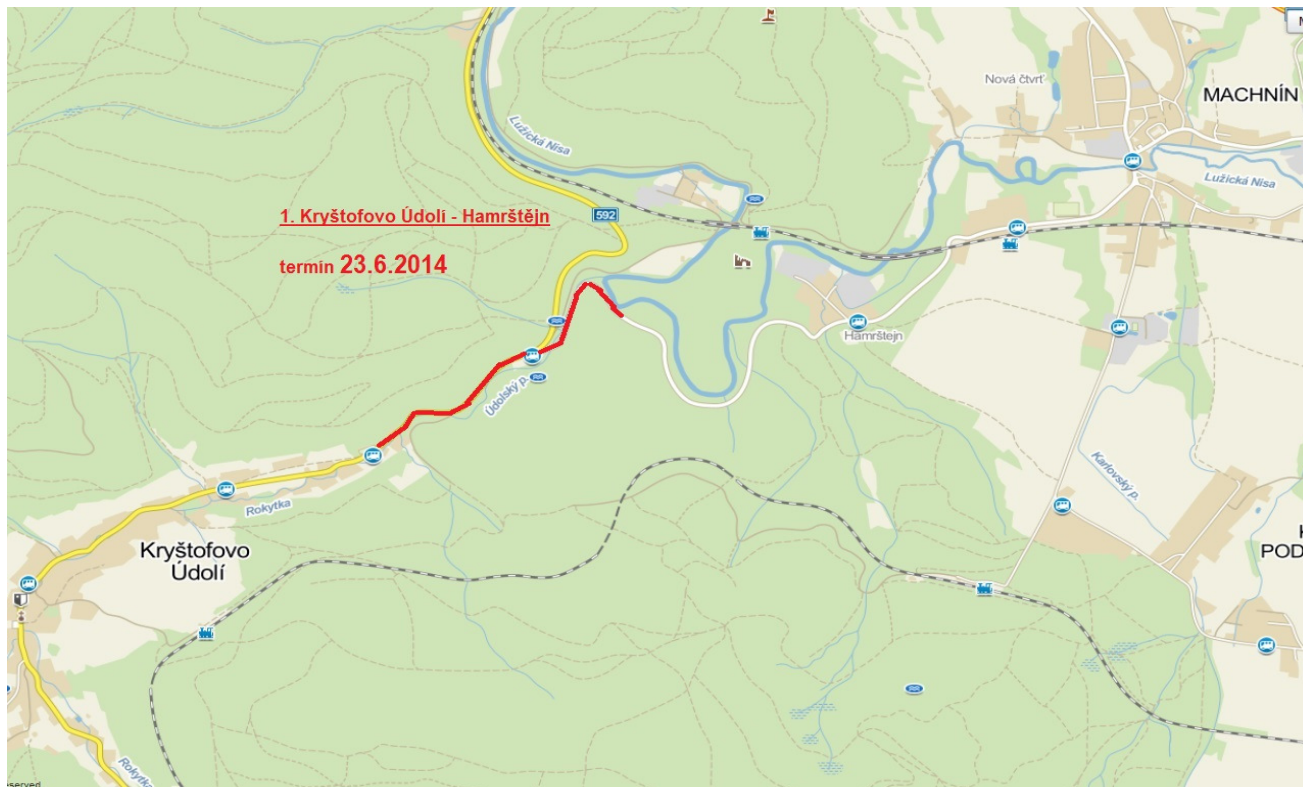 MACHNÍN
Nová čtvrť
Lužická Nisa
Lužická Nisa
1. Kryštofovo Údolí - Hamrštějn
592
termín 23.6.2014
Hamrštejn
Údolský p.
Karlovský p.
Rokytka
Kryštofovo
Údolí
POD
Rokytka